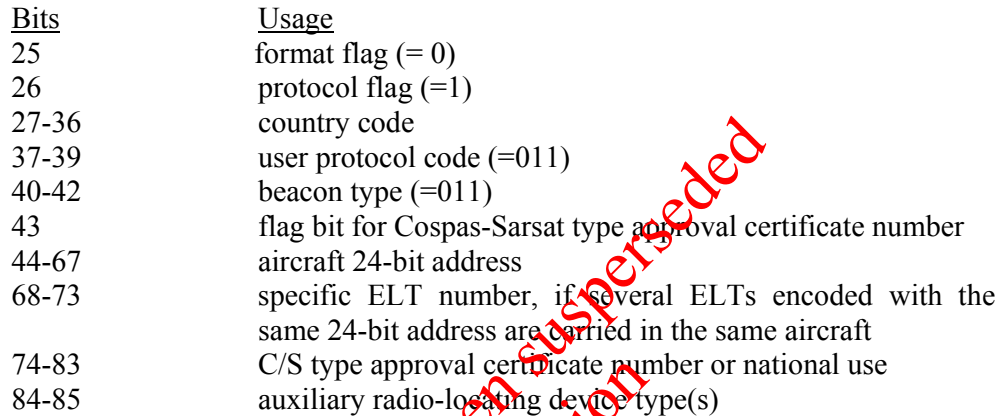 Bits Usage
25 format flag (= 0)
26 protocol flag (=1)
27-36 country code
37-39 user protocol code (=011)
40-42 beacon type (=011)
43 flag bit for Cospas-Sarsat type approval certificate number
44-67 aircraft 24-bit address
68-73 specific ELT number, if several ELTs encoded with the
same 24-bit address are carried in the same aircraft
74-83 C/S type approval certificate number or national use
84-85 auxiliary radio-locating device type(s)
susperseded